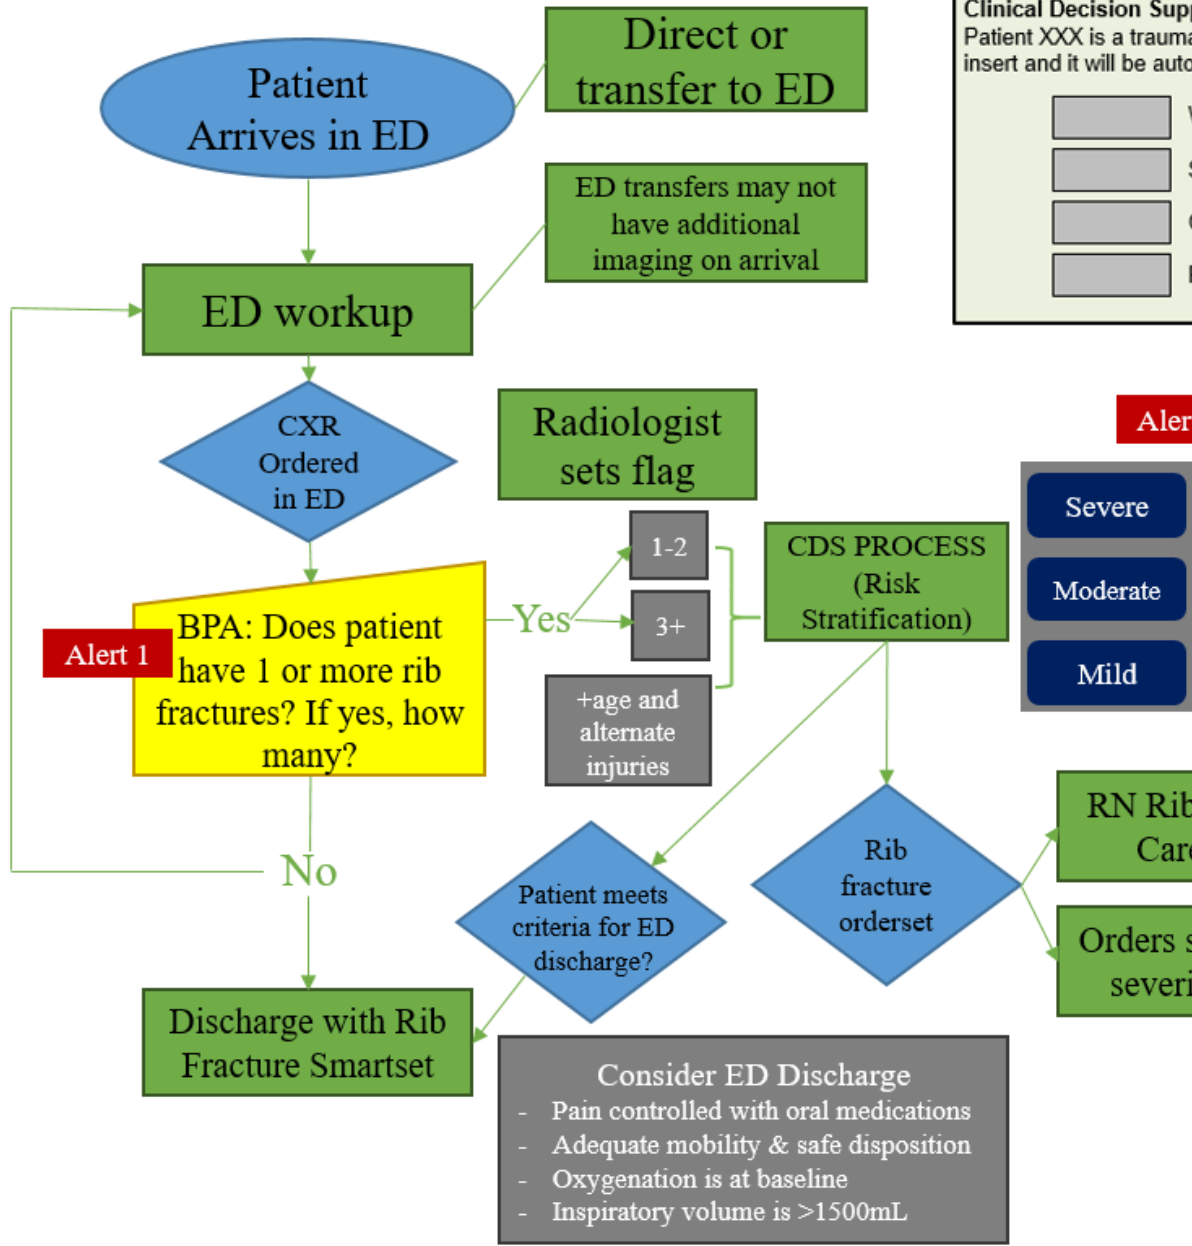 Patient
Arrives in ED
Direct or
transfer to ED
ED transfers may not
have additional
imaging on arrival
ED workup
CXR
Ordered
in ED
Radiologist
sets flag
Alert 1
BPA: Does patient
have 1 or more rib
fractures? If yes, how
many?
Yes
1-2
3+
+age and
alternate
injuries
CDS PROCESS
(Risk
Stratification)
No
Patient meets
criteria for ED
discharge?
Rib
fracture
orderset
Discharge with Rib
Fracture Smartset
Consider ED Discharge
- Pain controlled with oral medications
- Adequate mobility & safe disposition
- Oxygenation is at baseline
- Inspiratory volume is >1500mL
Clinical Decision
Patient XXX is a
insert and it will be
Severe
Moderate
Mild
RN Rib
Orders